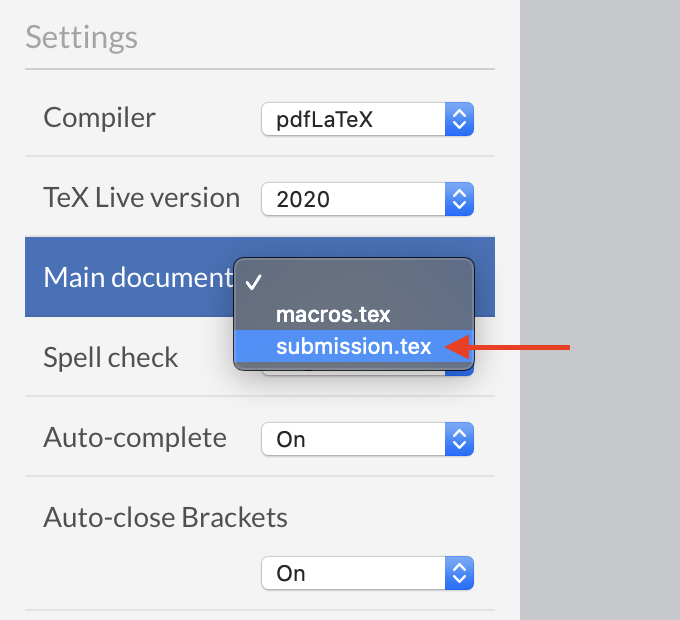 Settings
Compiler pdfLaTeX
TeX Live version 2020
Main document ✓
macros.tex
submission.tex
Spell check
Auto-complete On
Auto-close Brackets
On